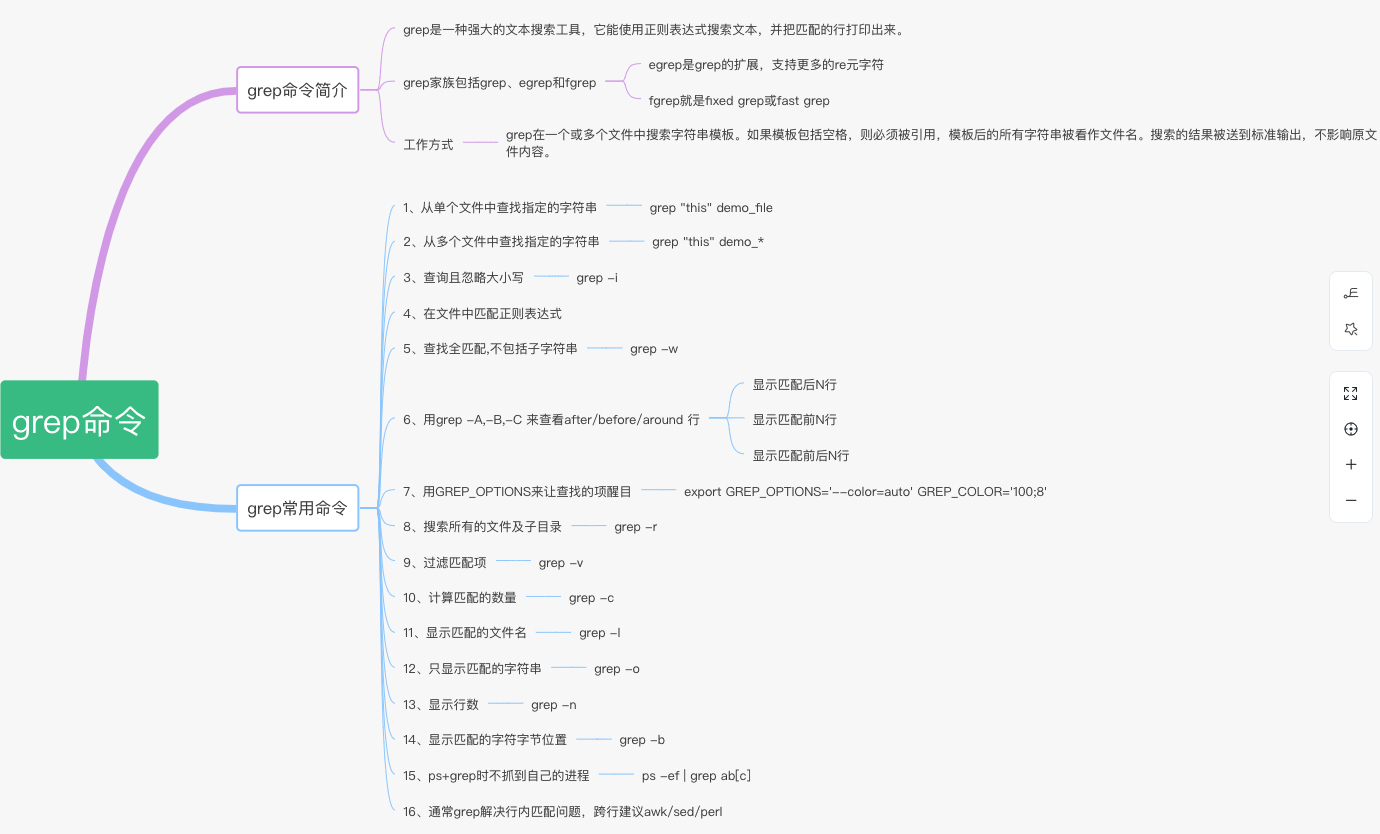 grep命令
grep命令简介
grep是一种强大的文本搜索工具，它能使用正则表达式搜索文本，并把匹配的行打印出来。
grep家族包括grep、egrep和fgrep
egrep是grep的扩展，支持更多的re元字符
fgrep就是fixed grep或fast grep
工作方式
grep在一个或多个文件中搜索字符串模板。如果模板包括空格，则必须被引用，模板后的所有字符串被看作文件名。搜索的结果被送到标准输出，不影响原文
件内容。
grep常用命令
1、从单个文件中查找指定的字符串
grep "this" demo_file
2、从多个文件中查找指定的字符串
grep "this" demo_*
3、查询且忽略大小写
grep -i
4、在文件中匹配正则表达式
5、查找全匹配,不包括子字符串
grep -w
6、用grep -A,-B,-C 来查看after/before/around 行
显示匹配后N行
显示匹配前N行
显示匹配前后N行
7、用GREP_OPTIONS来让查找的项醒目
export GREP_OPTIONS='--color=auto' GREP_COLOR='100;8'
8、搜索所有的文件及子目录
grep -r
9、过滤匹配项
grep -v
10、计算匹配的数量
grep -c
11、显示匹配的文件名
grep -l
12、只显示匹配的字符串
grep -o
13、显示行数
grep -n
14、显示匹配的字符字节位置
grep -b
15、ps+grep时不抓到自己的进程
ps -ef | grep ab[c]
16、通常grep解决行内匹配问题，跨行建议awk/sed/perl